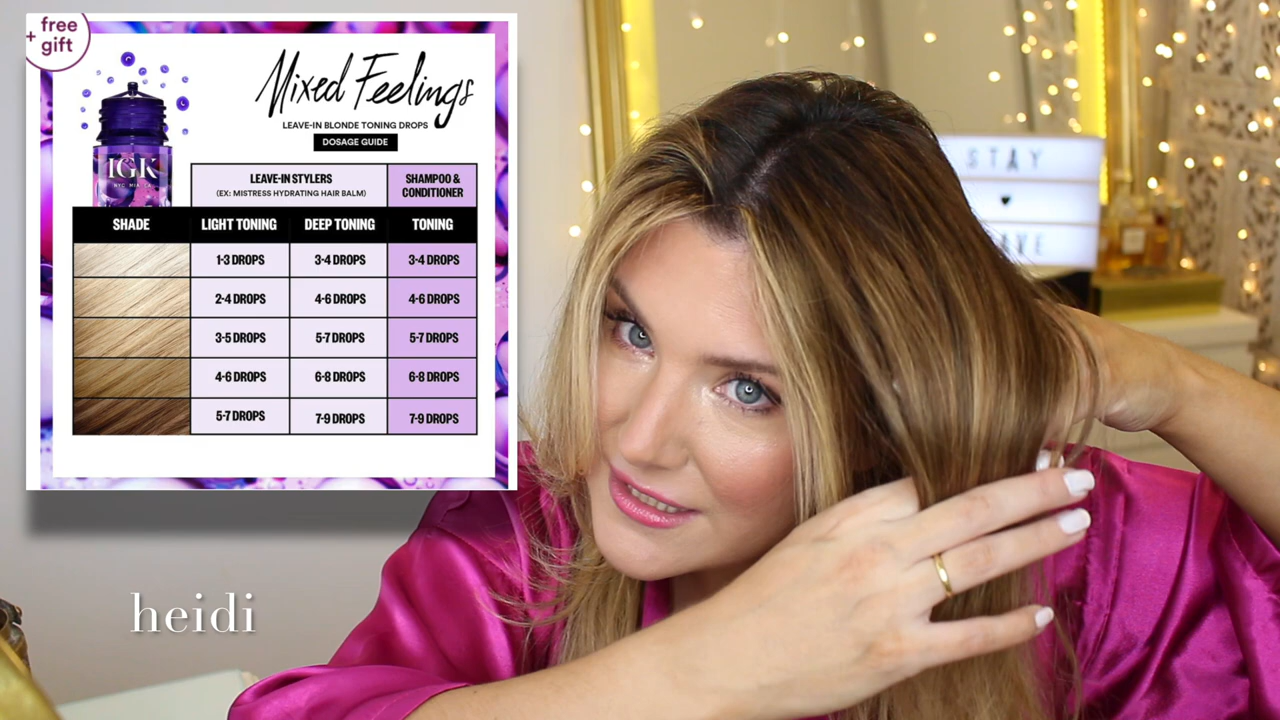 free
+ gift
Mixed Feelings
LEAVE-IN BLONDE TONING DROPS
DOSAGE GUIDE
IGK
LEAVE-IN STYLERS
(EX: MISTRESS HYDRATING HAIR BALM)
SHAMPOO &
CONDITIONER
SHADE LIGHT TONING DEEP TONING TONING
1-3 DROPS 3-4 DROPS 3-4 DROPS
2-4 DROPS 4-6 DROPS 4-6 DROPS
3-5 DROPS 5-7 DROPS 5-7 DROPS
4-6 DROPS 6-8 DROPS 6-8 DROPS
5-7 DROPS 7-9 DROPS 7-9 DROPS
STAY
heidi